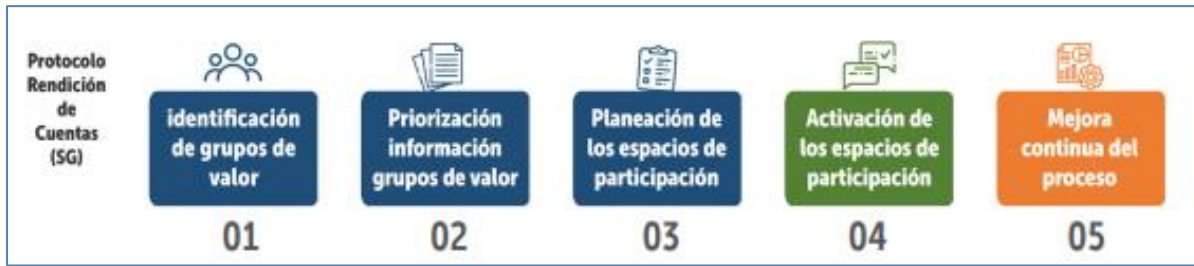 Protocolo
Rendición
de
Cuentas
(SG)
identificación
de grupos de
valor
01
Priorización
información
grupos de valor
02
Planeación de
los espacios de
participación
03
Activación de
los espacios de
participación
04
Mejora
continua del
proceso
05